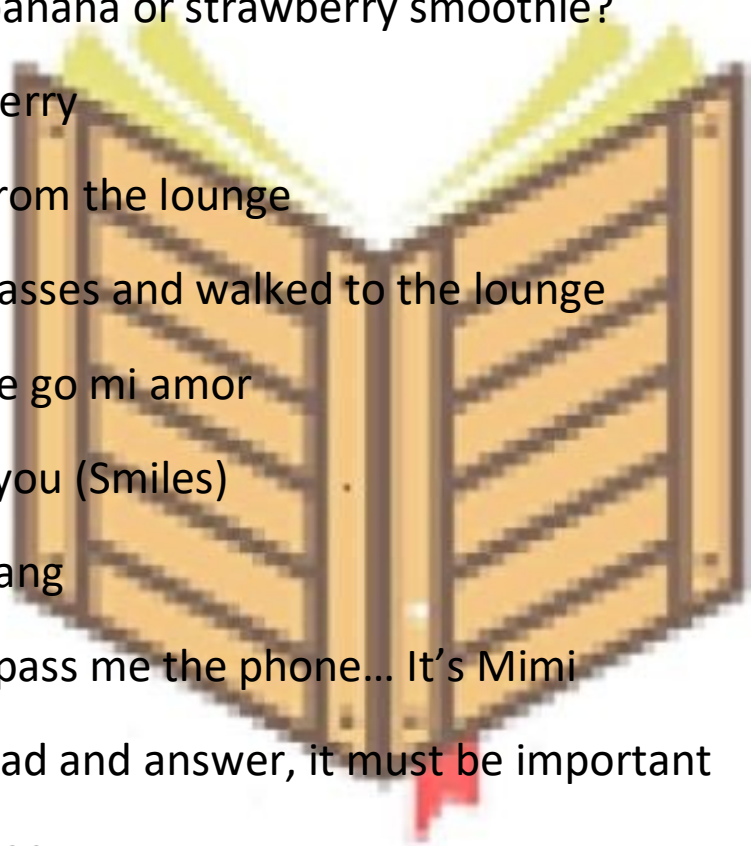 banana or strawberry smoothie?
erry
rom the lounge
asses and walked to the lounge
e go mi amor
you (Smiles)
ang
pass me the phone… It’s Mimi
ad and answer, it must be important